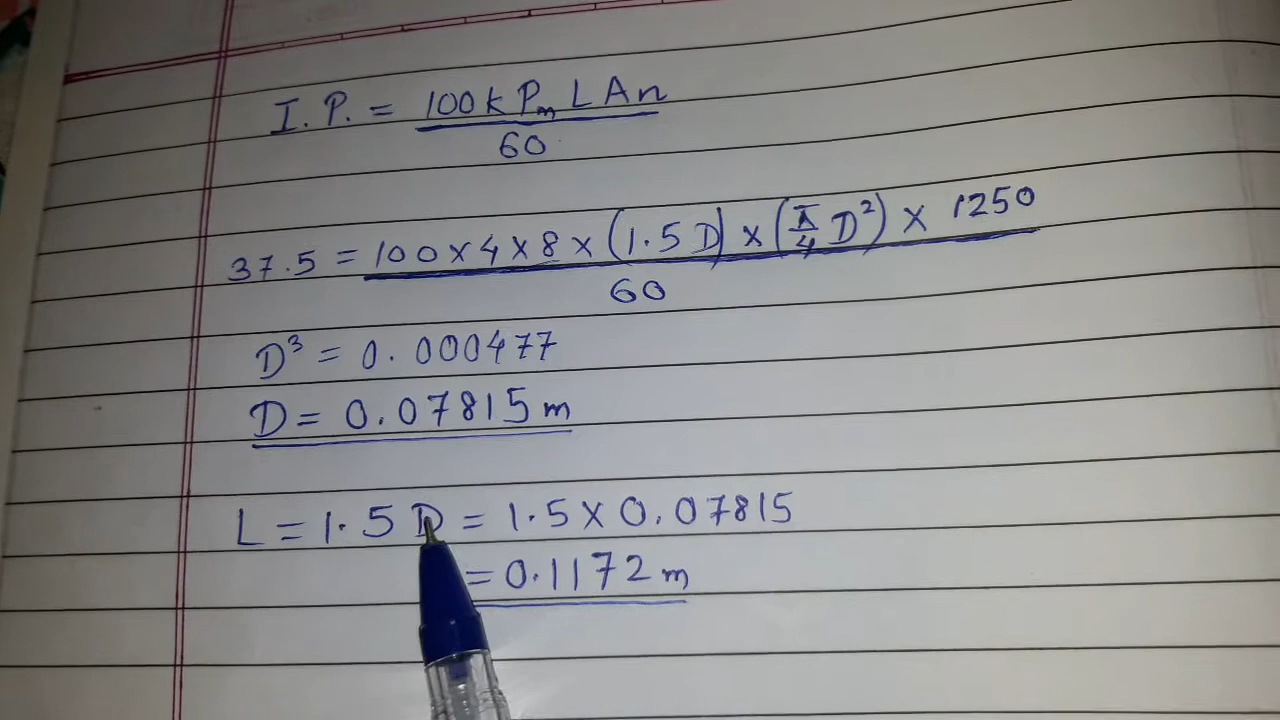 I. P. = 100 k Pm L A n
60
37.5 = 100 × 4 × 8 × (1.5 D) × (π/4 D²) × 1250
60
D³ = 0.000477
D = 0.07815 m
L = 1.5 D = 1.5 × 0.07815
= 0.1172 m